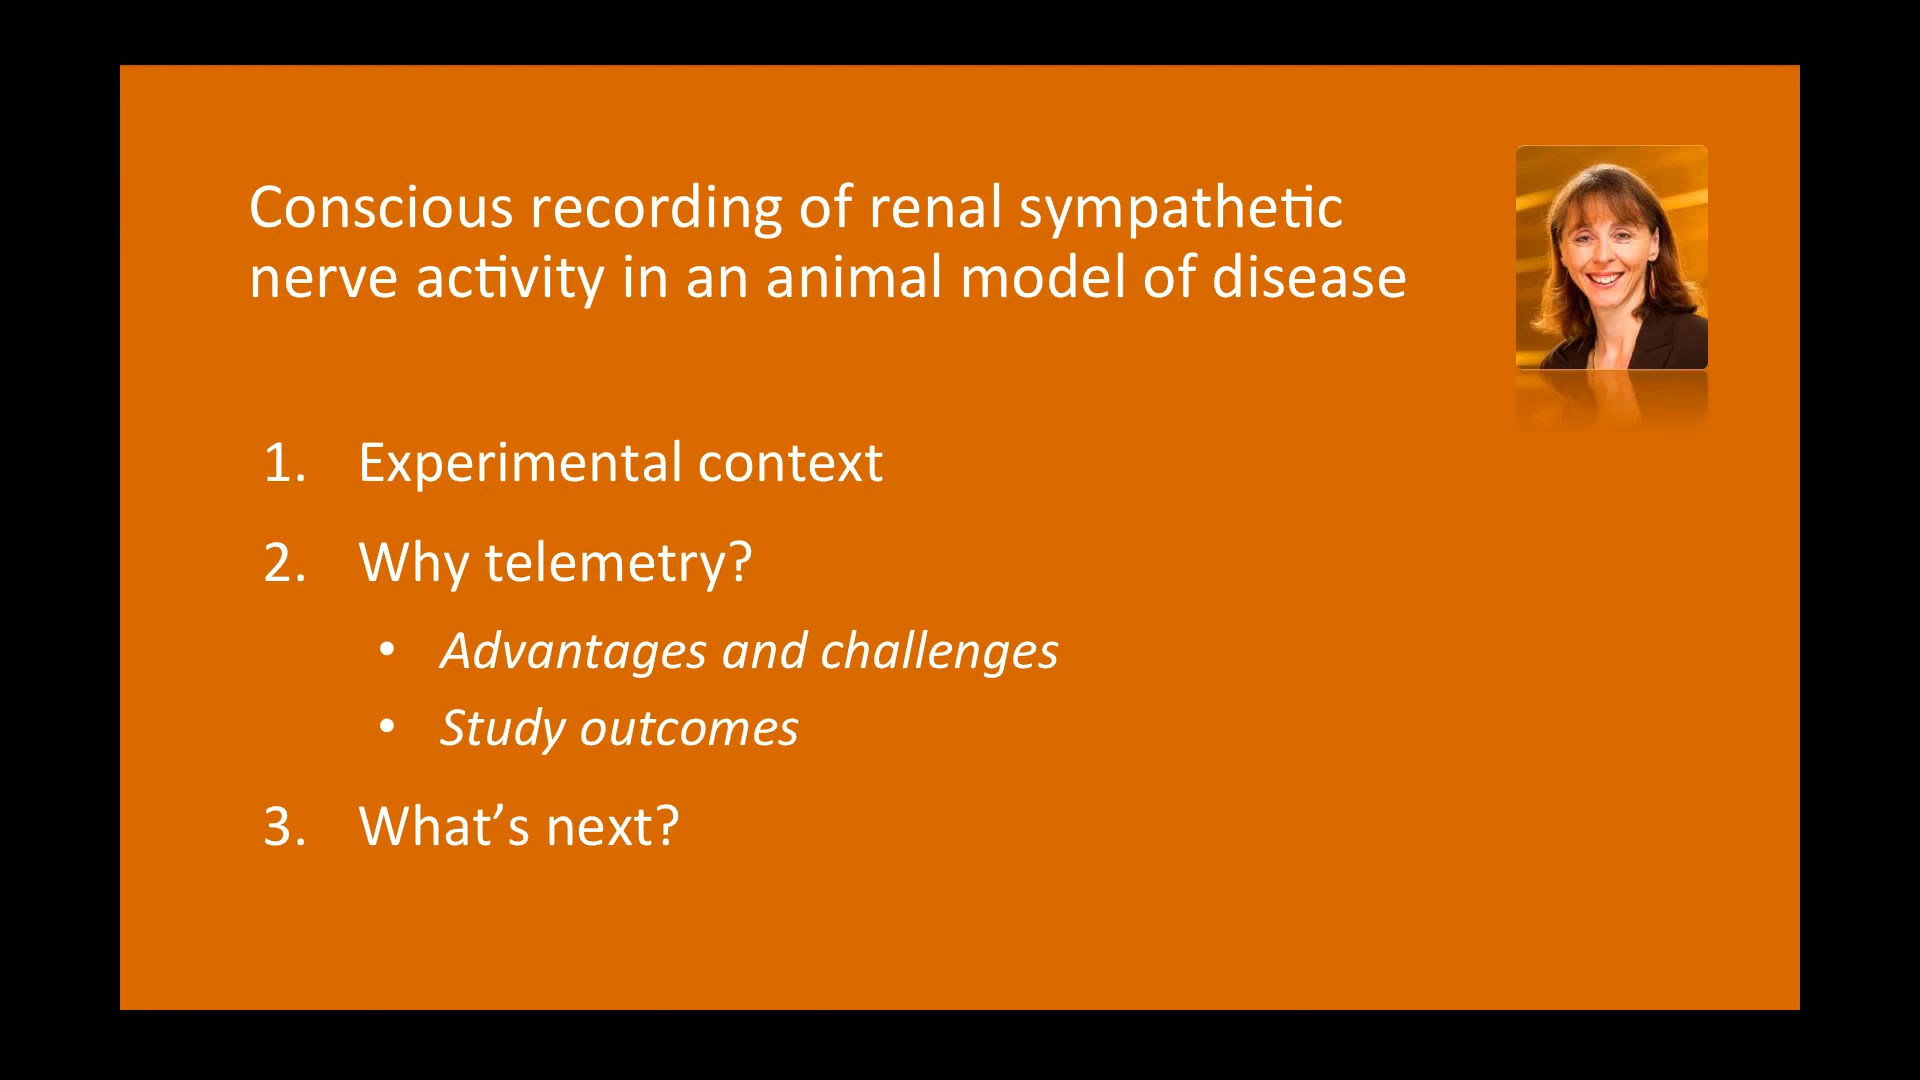 Conscious recording of renal sympathetic
nerve activity in an animal model of disease
1. Experimental context
2. Why telemetry?
• Advantages and challenges
• Study outcomes
3. What’s next?